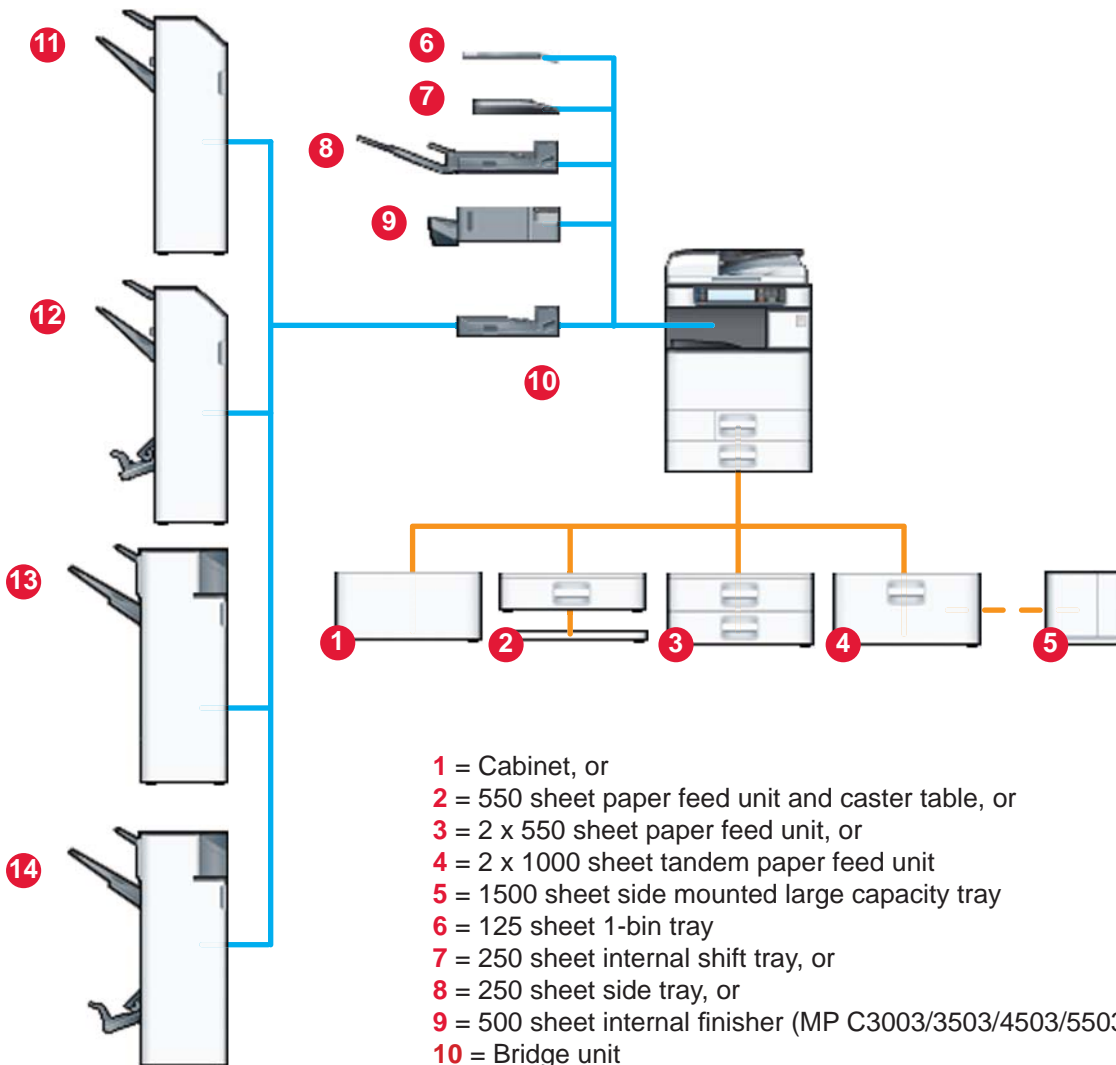 11
6
7
8
9
12
10
13
1
2
3
4
5
14
1 = Cabinet, or
2 = 550 sheet paper feed unit and caster table, or
3 = 2 x 550 sheet paper feed unit, or
4 = 2 x 1000 sheet tandem paper feed unit
5 = 1500 sheet side mounted large capacity tray
6 = 125 sheet 1-bin tray
7 = 250 sheet internal shift tray, or
8 = 250 sheet side tray, or
9 = 500 sheet internal finisher (MP C3003/3503/4503/5503
10 = Bridge unit